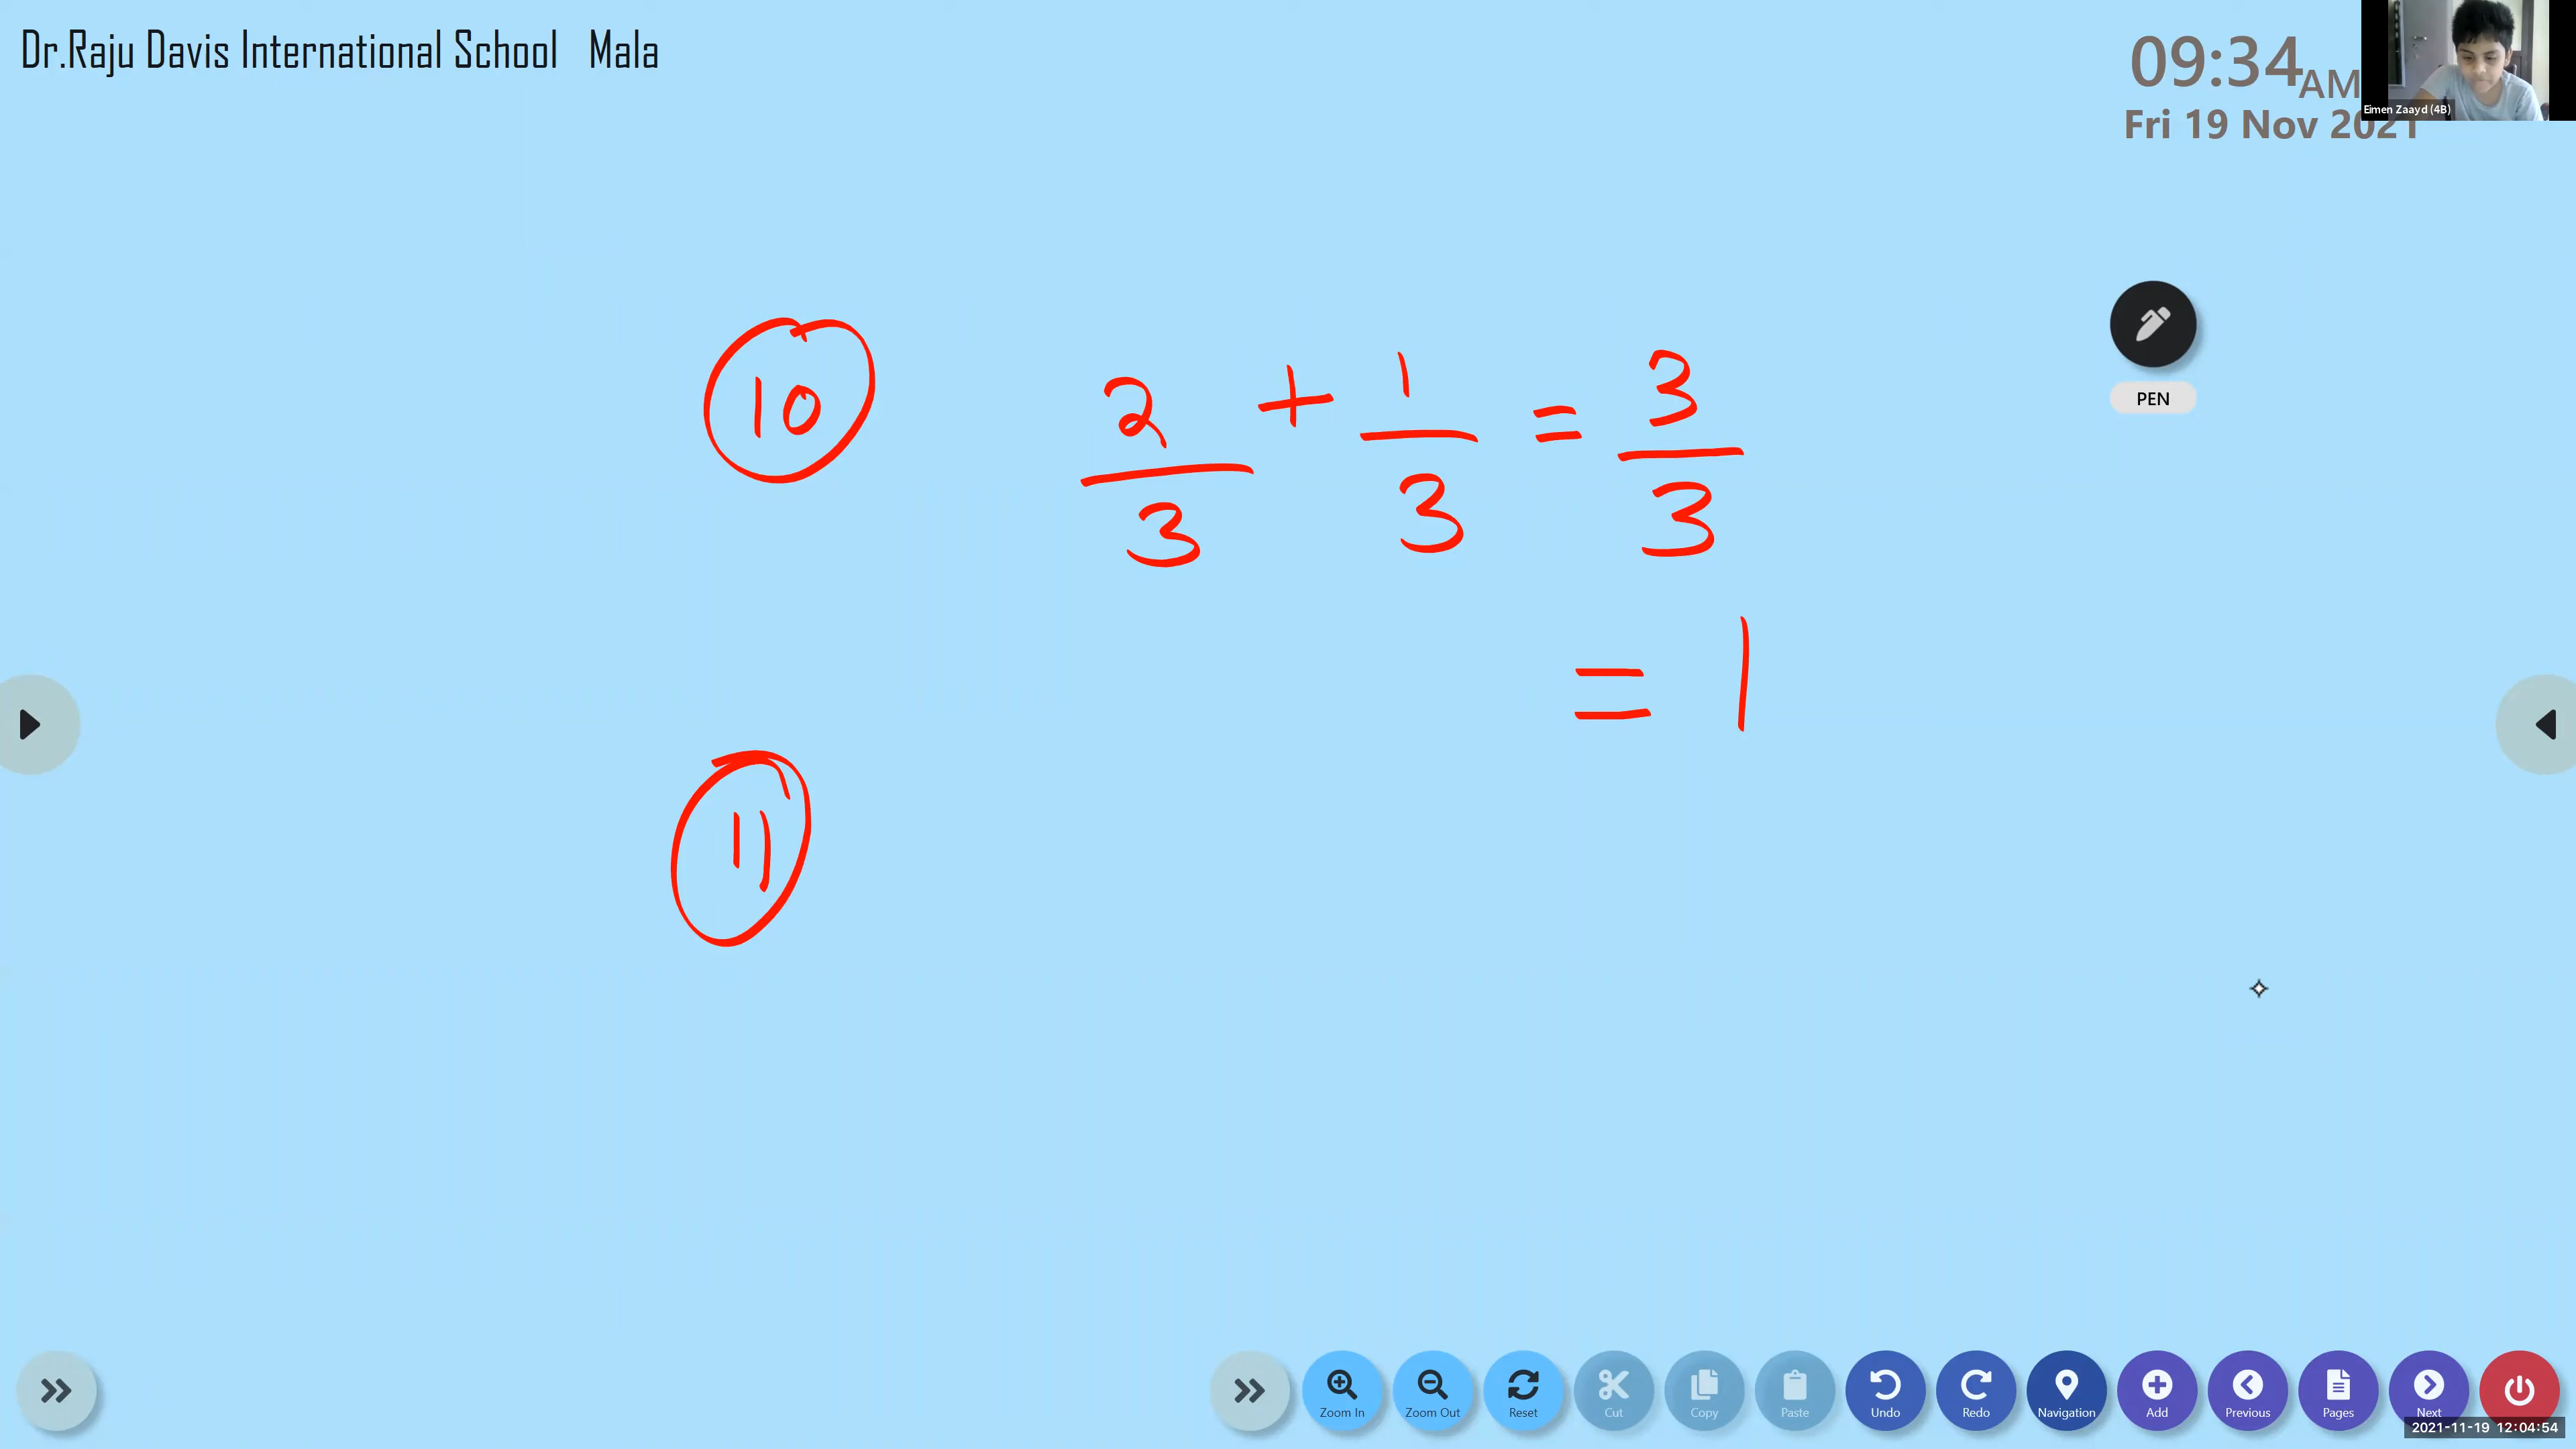 Dr.Raju Davis International School Mala
09:34 AM
Fri 19 Nov 2021
Eimen Zaayd (4B)
PEN
10
2/3 + 1/3 = 3/3
= 1
11
Zoom In Zoom Out Reset Cut Copy Paste Undo Redo Navigation Add Previous Pages Next
2021-11-19 12:04:54